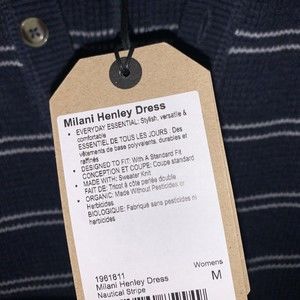 Milani Henley Dress
• EVERYDAY ESSENTIAL: Stylish, versatile &
comfortable
ESSENTIEL DE TOUS LES JOURS : Des
vêtements de base polyvalents, durables et
raffinés
• DESIGNED TO FIT: With A Standard Fit
CONCEPTION ET COUPE: Coupe standard
• MADE WITH: Sweater Knit
FAIT DE: Tricot à côte perlée double
• ORGANIC: Made Without Pesticides or
Herbicides
BIOLOGIQUE: Fabriqué sans pesticides ni
herbicides
1961811
Womens
Milani Henley Dress
M
Nautical Stripe